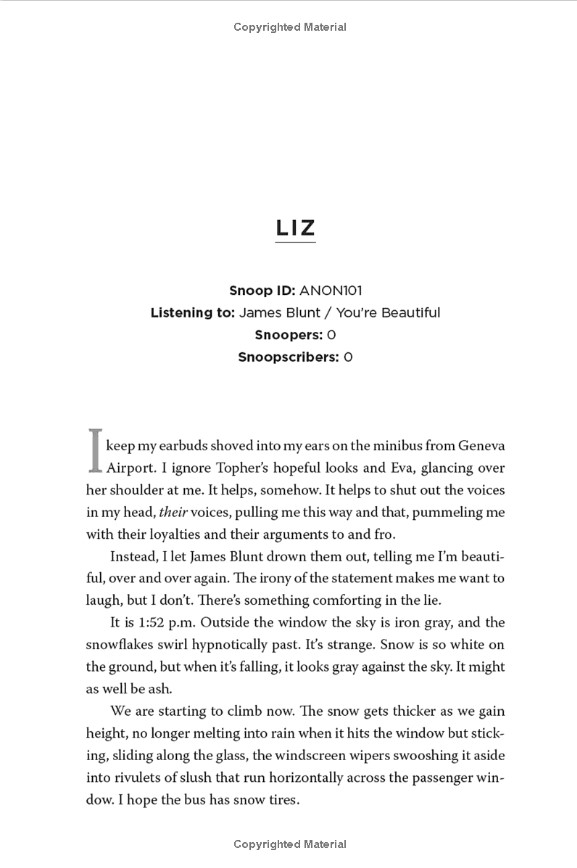 Copyrighted Material
LIZ
Snoop ID: ANON101
Listening to: James Blunt / You're Beautiful
Snoopers: 0
Snoopscribers: 0
I keep my earbuds shoved into my ears on the minibus from Geneva
Airport. I ignore Topher's hopeful looks and Eva, glancing over
her shoulder at me. It helps, somehow. It helps to shut out the voices
in my head, their voices, pulling me this way and that, pummeling me
with their loyalties and their arguments to and fro.
Instead, I let James Blunt drown them out, telling me I'm beauti-
ful, over and over again. The irony of the statement makes me want to
laugh, but I don't. There's something comforting in the lie.
It is 1:52 p.m. Outside the window the sky is iron gray, and the
snowflakes swirl hypnotically past. It's strange. Snow is so white on
the ground, but when it's falling, it looks gray against the sky. It might
as well be ash.
We are starting to climb now. The snow gets thicker as we gain
height, no longer melting into rain when it hits the window but stick-
ing, sliding along the glass, the windscreen wipers swooshing it aside
into rivulets of slush that run horizontally across the passenger win-
dow. I hope the bus has snow tires.
Copyrighted Material